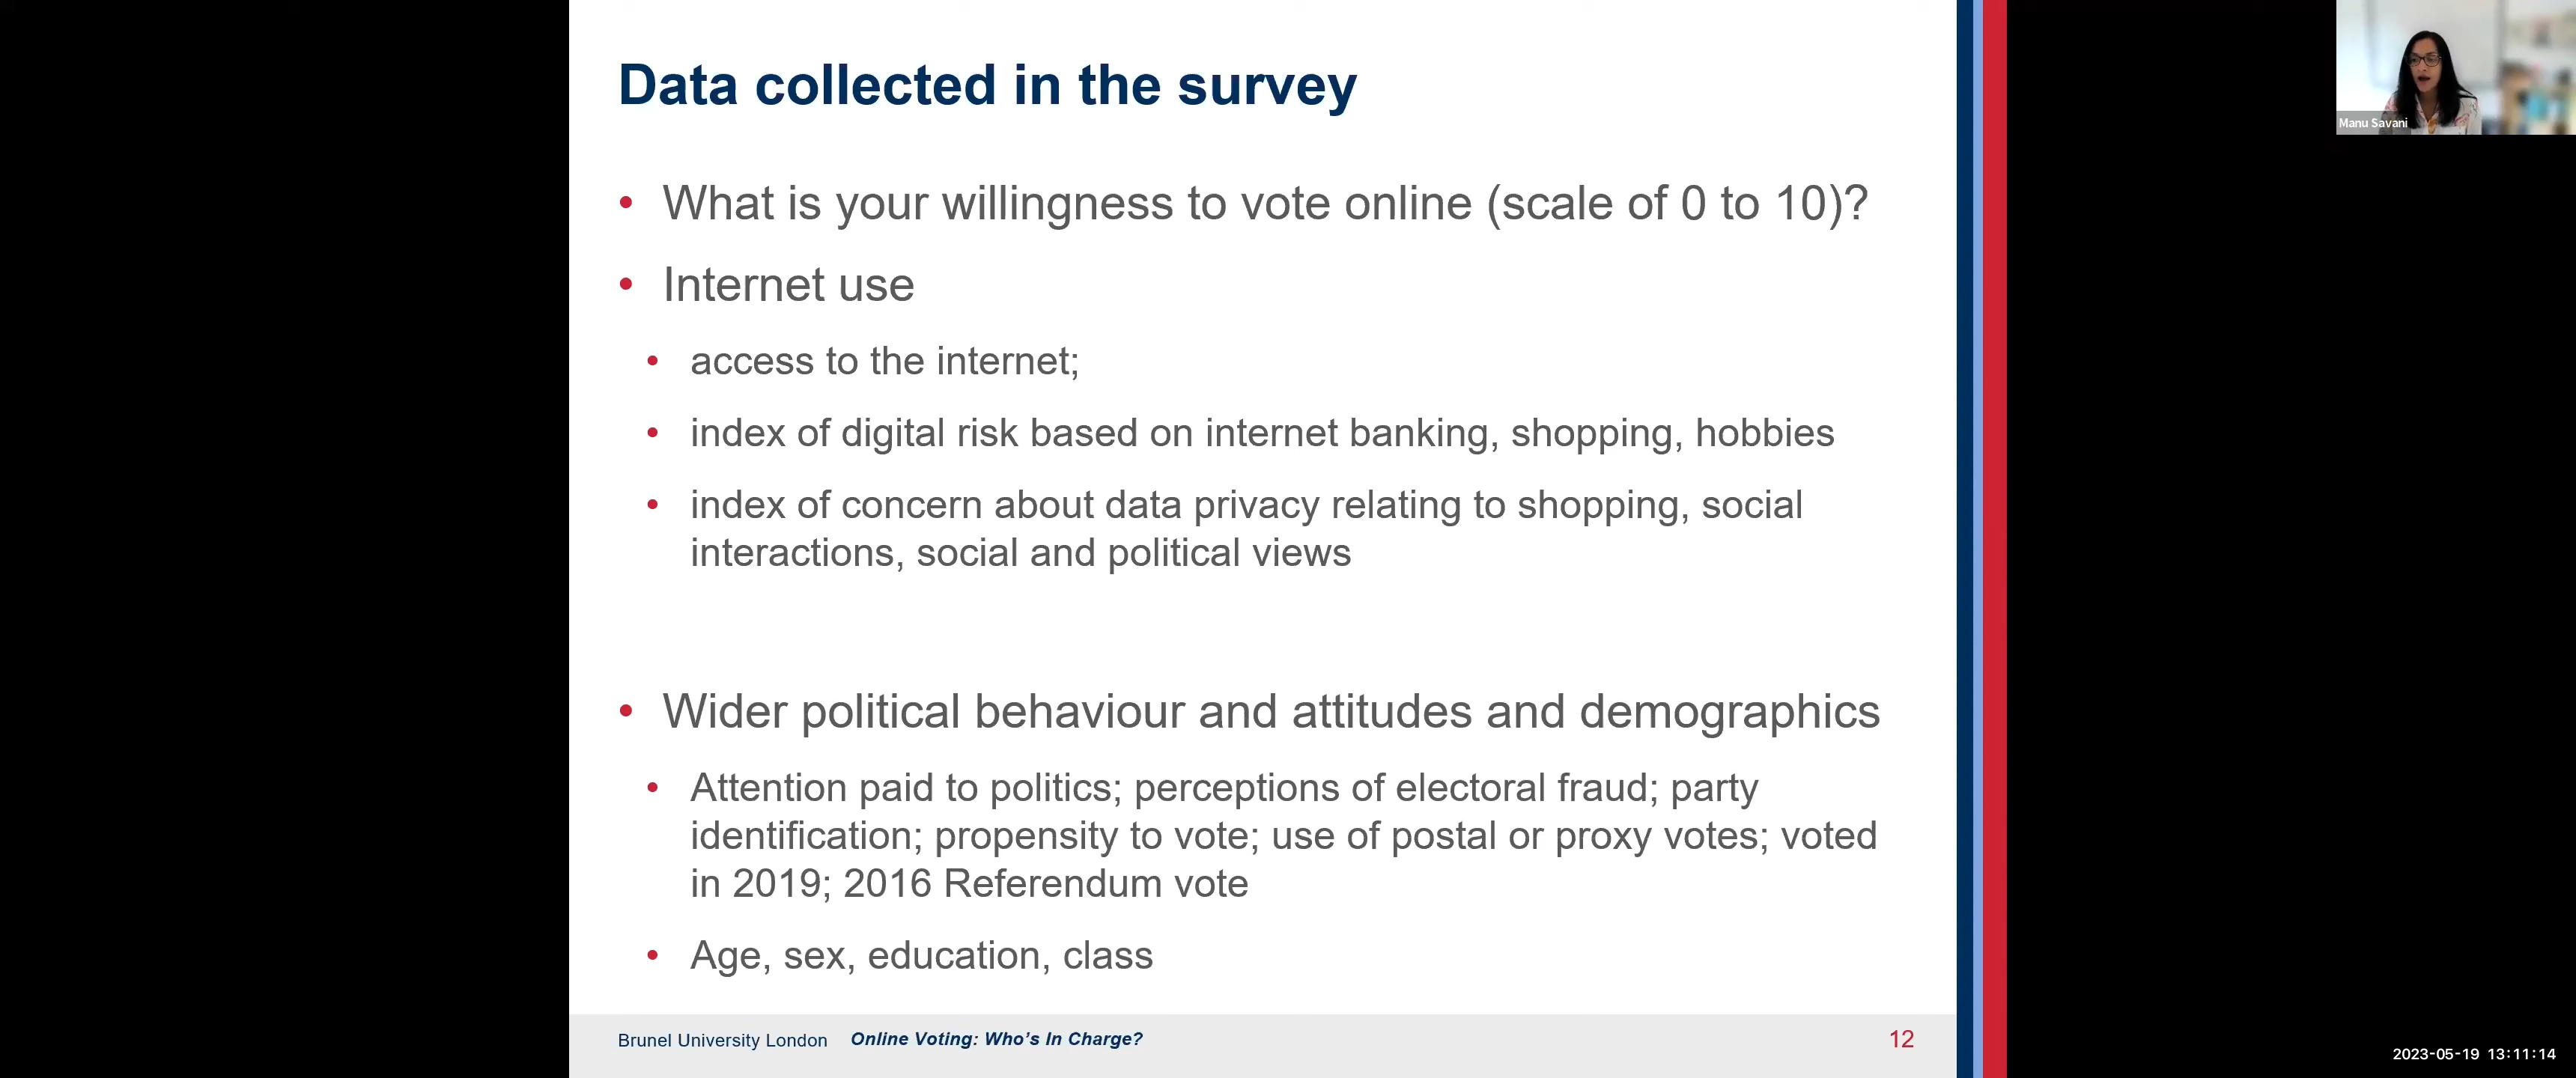 Data collected in the survey
Manu Savani
• What is your willingness to vote online (scale of 0 to 10)?
• Internet use
• access to the internet;
• index of digital risk based on internet banking, shopping, hobbies
• index of concern about data privacy relating to shopping, social
interactions, social and political views
• Wider political behaviour and attitudes and demographics
• Attention paid to politics; perceptions of electoral fraud; party
identification; propensity to vote; use of postal or proxy votes; voted
in 2019; 2016 Referendum vote
• Age, sex, education, class
Brunel University London Online Voting: Who's In Charge? 12
2023-05-19 13:11:14